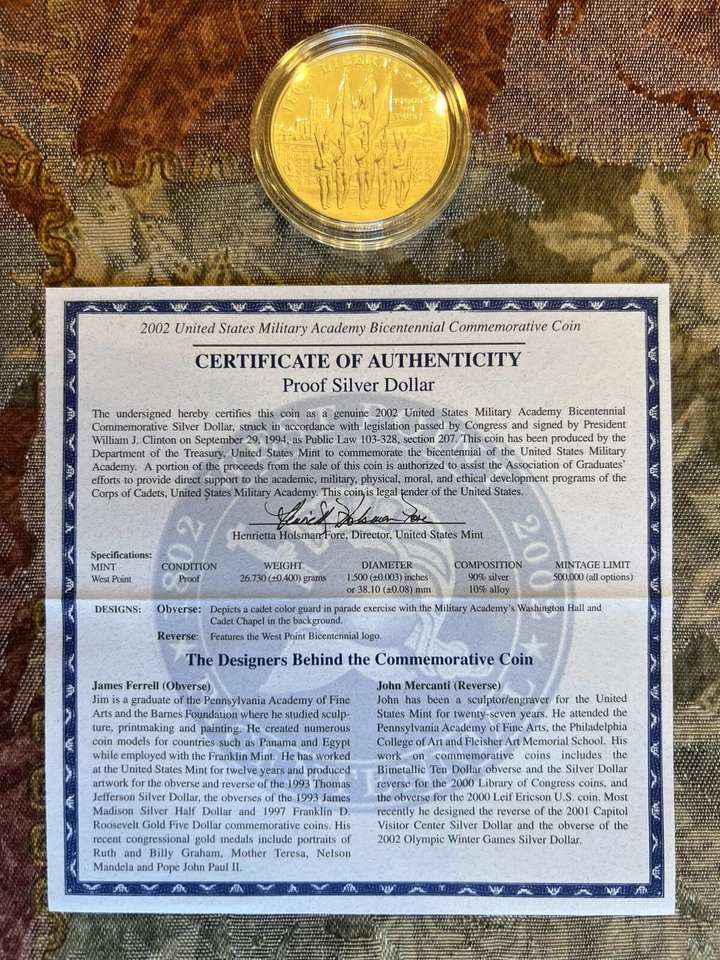 LIBERTY
IN GOD
WE TRUST
2002 United States Military Academy Bicentennial Commemorative Coin
CERTIFICATE OF AUTHENTICITY
Proof Silver Dollar
The undersigned hereby certifies this coin as a genuine 2002 United States Military Academy Bicentennial
Commemorative Silver Dollar, struck in accordance with legislation passed by Congress and signed by President
William J. Clinton on September 29, 1994, as Public Law 103-328, section 207. This coin has been produced by the
Department of the Treasury, United States Mint to commemorate the bicentennial of the United States Military
Academy. A portion of the proceeds from the sale of this coin is authorized to assist the Association of Graduates'
efforts to provide direct support to the academic, military, physical, moral, and ethical development programs of the
Corps of Cadets, United States Military Academy. This coin is legal tender of the United States.
Henrietta Holsman Fore
Henrietta Holsman Fore, Director, United States Mint
Specifications:
MINT CONDITION WEIGHT DIAMETER COMPOSITION MINTAGE LIMIT
West Point Proof 26.730 (±0.400) grams 1.500 (±0.003) inches 90% silver 500,000 (all options)
or 38.10 (±0.08) mm 10% alloy
DESIGNS: Obverse: Depicts a cadet color guard in parade exercise with the Military Academy's Washington Hall and
Cadet Chapel in the background.
Reverse: Features the West Point Bicentennial logo.
The Designers Behind the Commemorative Coin
James Ferrell (Obverse)
Jim is a graduate of the Pennsylvania Academy of Fine
Arts and the Barnes Foundation where he studied sculp-
ture, printmaking and painting. He created numerous
coin models for countries such as Panama and Egypt
while employed with the Franklin Mint. He has worked
at the United States Mint for twelve years and produced
artwork for the obverse and reverse of the 1993 Thomas
Jefferson Silver Dollar, the obverses of the 1993 James
Madison Silver Half Dollar and 1997 Franklin D.
Roosevelt Gold Five Dollar commemorative coins. His
recent congressional gold medals include portraits of
Ruth and Billy Graham, Mother Teresa, Nelson
Mandela and Pope John Paul II.
John Mercanti (Reverse)
John has been a sculptor/engraver for the United
States Mint for twenty-seven years. He attended the
Pennsylvania Academy of Fine Arts, the Philadelphia
College of Art and Fleisher Art Memorial School. His
work on commemorative coins includes the
Bimetallic Ten Dollar obverse and the Silver Dollar
reverse for the 2000 Library of Congress coins, and
the obverse for the 2000 Leif Ericson U.S. coin. Most
recently he designed the reverse of the 2001 Capitol
Visitor Center Silver Dollar and the obverse of the
2002 Olympic Winter Games Silver Dollar.
802
2002